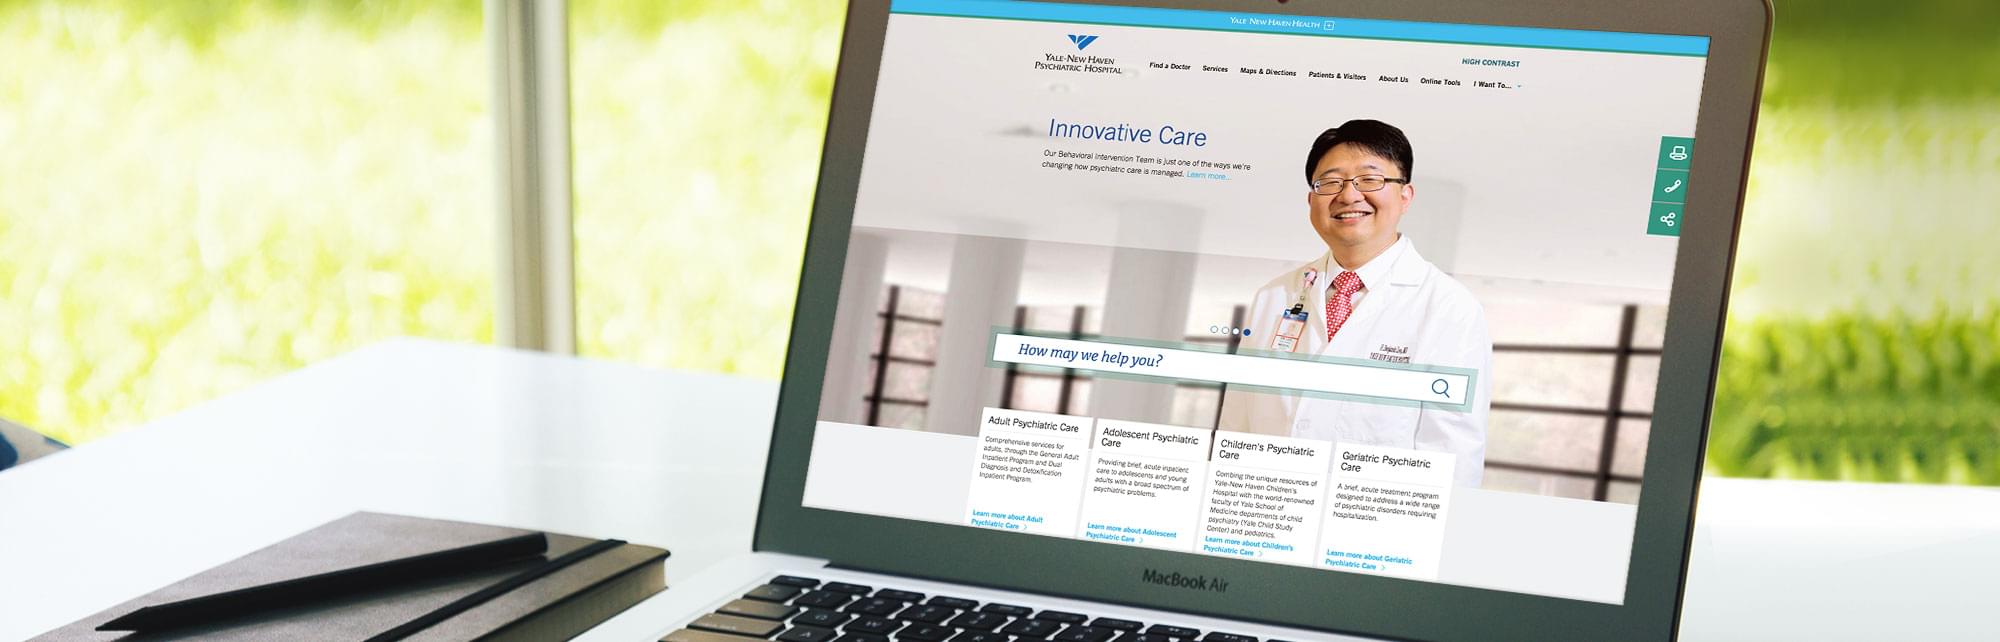 YALE NEW HAVEN HEALTH
YALE-NEW HAVEN
PSYCHIATRIC HOSPITAL
HIGH CONTRAST
Find a Doctor Services Maps & Directions Patients & Visitors About Us Online Tools I Want To...
Innovative Care
Our Behavioral Intervention Team is just one of the ways we're
changing how psychiatric care is managed. Learn more...
How may we help you?
Adult Psychiatric Care
Comprehensive services for
adults, through the General Adult
Inpatient Program and Dual
Diagnosis and Detoxification
Inpatient Program.
Learn more about Adult
Psychiatric Care
Adolescent Psychiatric
Care
Providing brief, acute inpatient
care to adolescents and young
adults with a broad spectrum of
psychiatric problems.
Learn more about Adolescent
Psychiatric Care
Children's Psychiatric
Care
Combing the unique resources of
Yale-New Haven Children's
Hospital with the world-renowned
faculty of Yale School of
Medicine departments of child
psychiatry (Yale Child Study
Center) and pediatrics.
Learn more about Children's
Psychiatric Care
Geriatric Psychiatric
Care
A brief, acute treatment program
designed to address a wide range
of psychiatric disorders requiring
hospitalization.
Learn more about Geriatric
Psychiatric Care
MacBook Air